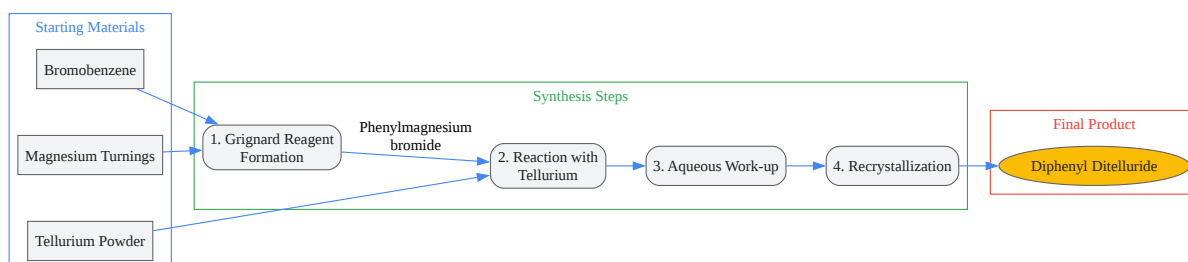 Starting Materials
Bromobenzene
Magnesium Turnings
Tellurium Powder
Synthesis Steps
1. Grignard Reagent
Formation
Phenylmagnesium
bromide
2. Reaction with
Tellurium
3. Aqueous Work-up
4. Recrystallization
Final Product
Diphenyl Ditelluride